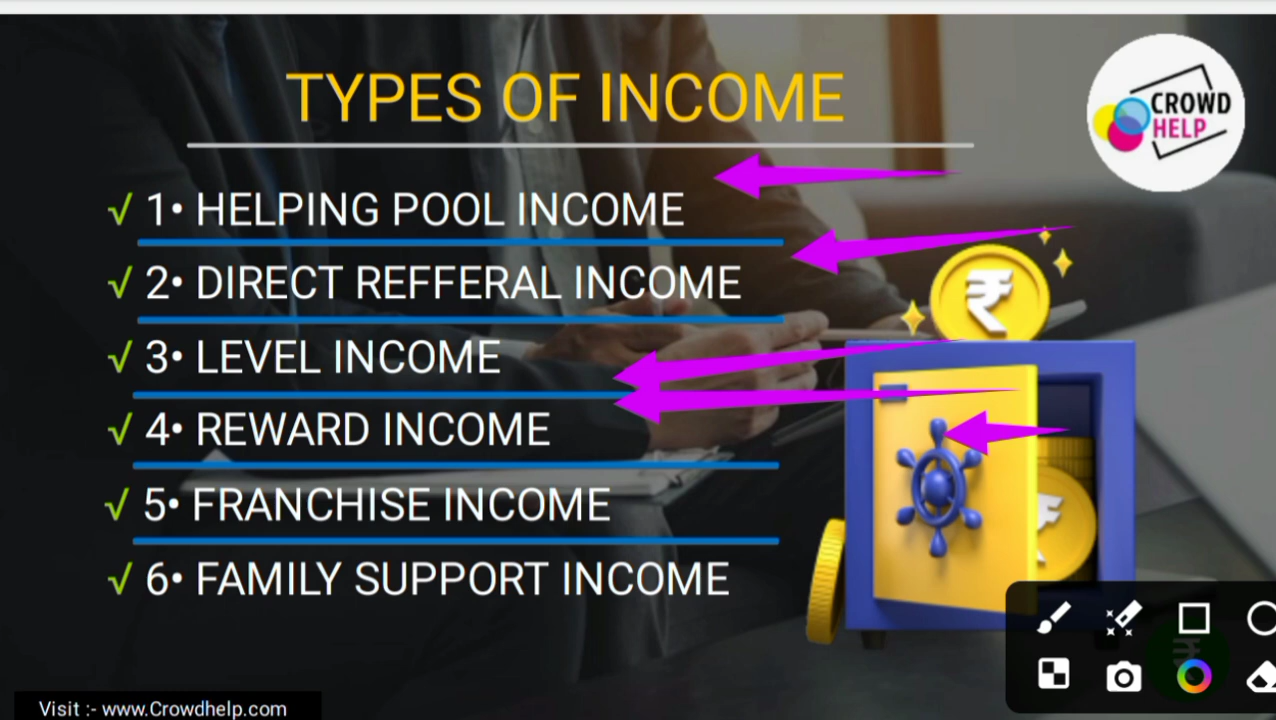 TYPES OF INCOME
CROWD
HELP
√ 1• HELPING POOL INCOME
√ 2• DIRECT REFFERAL INCOME
√ 3• LEVEL INCOME
√ 4• REWARD INCOME
√ 5• FRANCHISE INCOME
√ 6• FAMILY SUPPORT INCOME
₹
₹
Visit :- www.Crowdhelp.com